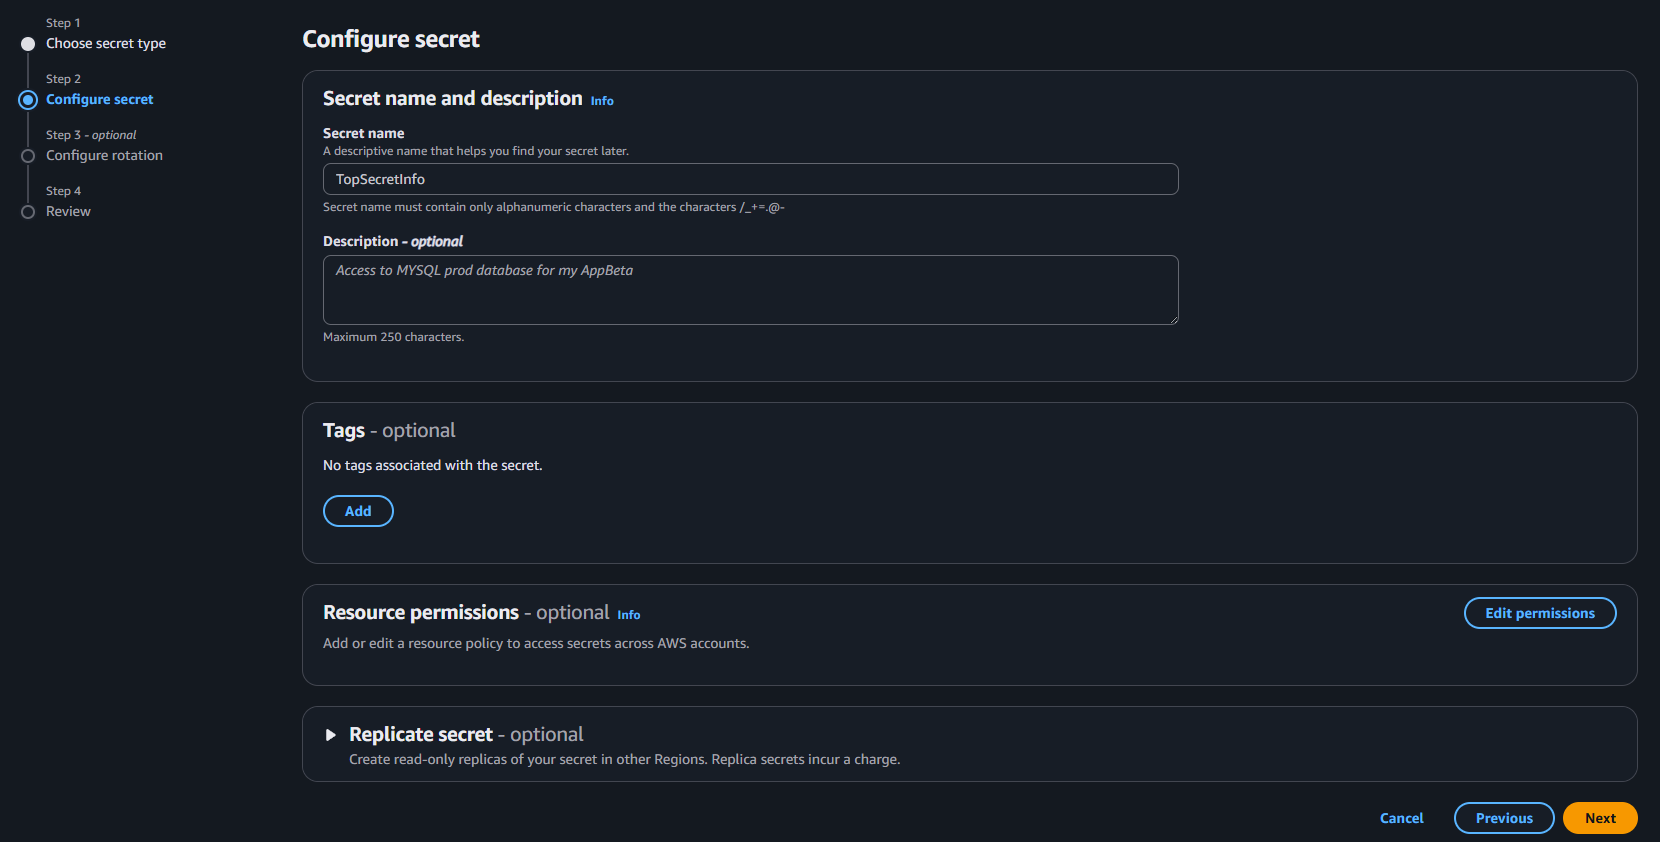 Step 1
Choose secret type
Step 2
Configure secret
Step 3 - optional
Configure rotation
Step 4
Review
Configure secret
Secret name and description Info
Secret name
A descriptive name that helps you find your secret later.
TopSecretInfo
Secret name must contain only alphanumeric characters and the characters /_+=.@-
Description - optional
Access to MYSQL prod database for my AppBeta
Maximum 250 characters.
Tags - optional
No tags associated with the secret.
Add
Resource permissions - optional Info
Edit permissions
Add or edit a resource policy to access secrets across AWS accounts.
Replicate secret - optional
Create read-only replicas of your secret in other Regions. Replica secrets incur a charge.
Cancel
Previous
Next